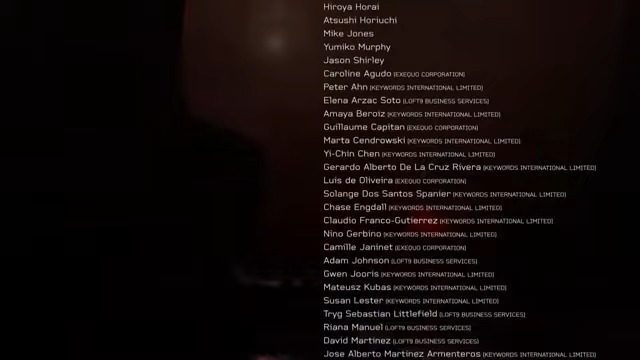 Hiroya Horai
Atsushi Horiuchi
Mike Jones
Yumiko Murphy
Jason Shirley
Caroline Agudo (EXEQUO CORPORATION)
Peter Ahn (KEYWORDS INTERNATIONAL LIMITED)
Elena Arzac Soto (LOFT9 BUSINESS SERVICES)
Amaya Beroiz (KEYWORDS INTERNATIONAL LIMITED)
Guillaume Capitan (EXEQUO CORPORATION)
Marta Cendrowski (KEYWORDS INTERNATIONAL LIMITED)
Yi-Chin Chen (KEYWORDS INTERNATIONAL LIMITED)
Gerardo Alberto De La Cruz Rivera (KEYWORDS INTERNATIONAL LIMITED)
Luis de Oliveira (EXEQUO CORPORATION)
Solange Dos Santos Spanier (KEYWORDS INTERNATIONAL LIMITED)
Chase Engdall (KEYWORDS INTERNATIONAL LIMITED)
Claudio Franco-Gutierrez (KEYWORDS INTERNATIONAL LIMITED)
Nino Gerbino (KEYWORDS INTERNATIONAL LIMITED)
Camille Janinet (EXEQUO CORPORATION)
Adam Johnson (LOFT9 BUSINESS SERVICES)
Gwen Jooris (KEYWORDS INTERNATIONAL LIMITED)
Mateusz Kubas (KEYWORDS INTERNATIONAL LIMITED)
Susan Lester (KEYWORDS INTERNATIONAL LIMITED)
Tryg Sebastian Littlefield (LOFT9 BUSINESS SERVICES)
Riana Manuel (LOFT9 BUSINESS SERVICES)
David Martinez (LOFT9 BUSINESS SERVICES)
Jose Alberto Martinez Armenteros (KEYWORDS INTERNATIONAL LIMITED)